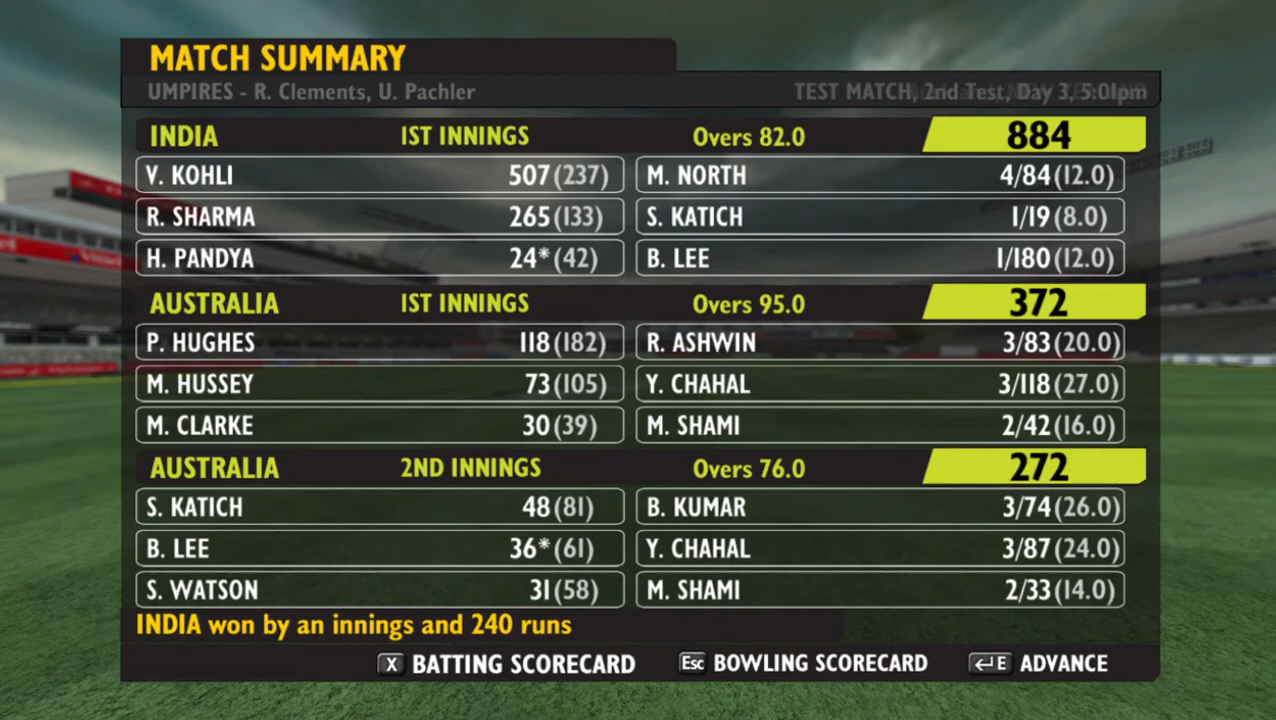 MATCH SUMMARY
UMPIRES - R. Clements, U. Pachler TEST MATCH, 2nd Test, Day 3, 5:01pm
INDIA 1ST INNINGS Overs 82.0 884
V. KOHLI 507 (237) M. NORTH 4/84 (12.0)
R. SHARMA 265 (133) S. KATICH 1/19 (8.0)
H. PANDYA 24* (42) B. LEE 1/180 (12.0)
AUSTRALIA 1ST INNINGS Overs 95.0 372
P. HUGHES 118 (182) R. ASHWIN 3/83 (20.0)
M. HUSSEY 73 (105) Y. CHAHAL 3/118 (27.0)
M. CLARKE 30 (39) M. SHAMI 2/42 (16.0)
AUSTRALIA 2ND INNINGS Overs 76.0 272
S. KATICH 48 (81) B. KUMAR 3/74 (26.0)
B. LEE 36* (61) Y. CHAHAL 3/87 (24.0)
S. WATSON 31 (58) M. SHAMI 2/33 (14.0)
INDIA won by an innings and 240 runs
X BATTING SCORECARD Esc BOWLING SCORECARD E ADVANCE